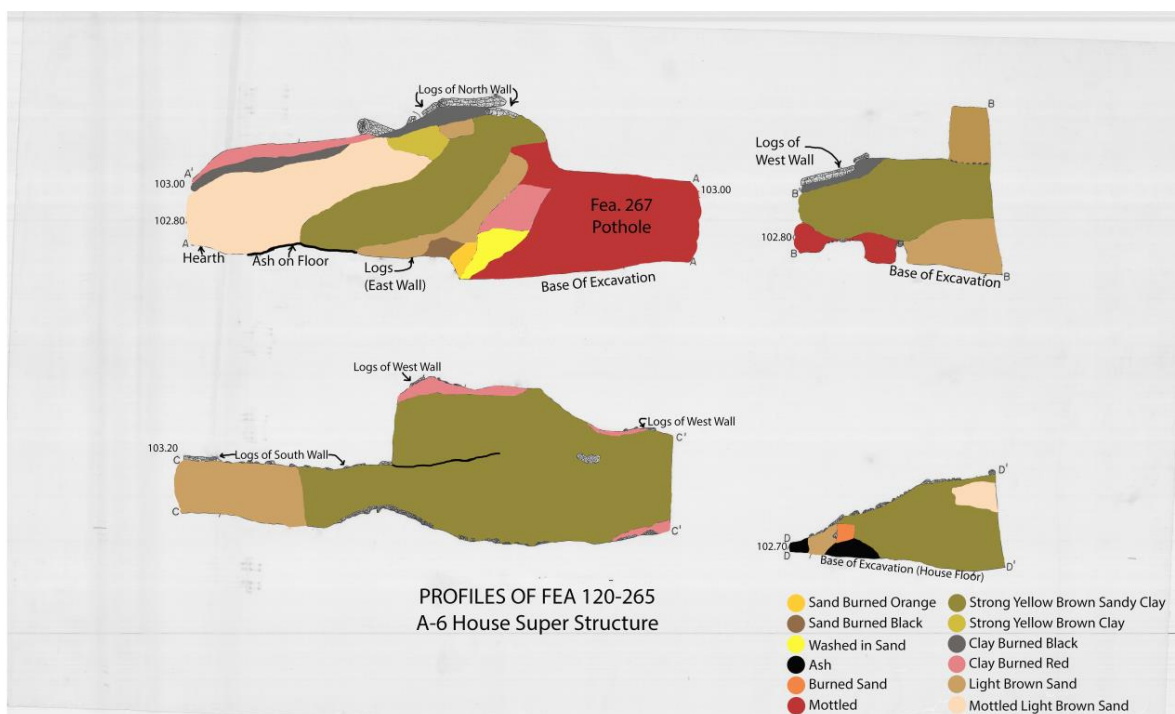 Logs of North Wall
A'
103.00
102.80
A
Hearth
Ash on Floor
Logs
(East Wall)
Fea. 267
Pothole
A
103.00
A
Base Of Excavation
B
Logs of
West Wall
B'
102.80
B'
B
B
Base of Excavation
Logs of West Wall
Logs of West Wall
103.20
C
Logs of South Wall
C'
C
C'
D'
D
102.70
D
Base of Excavation (House Floor)
D'
PROFILES OF FEA 120-265
A-6 House Super Structure
Sand Burned Orange
Sand Burned Black
Washed in Sand
Ash
Burned Sand
Mottled
Strong Yellow Brown Sandy Clay
Strong Yellow Brown Clay
Clay Burned Black
Clay Burned Red
Light Brown Sand
Mottled Light Brown Sand